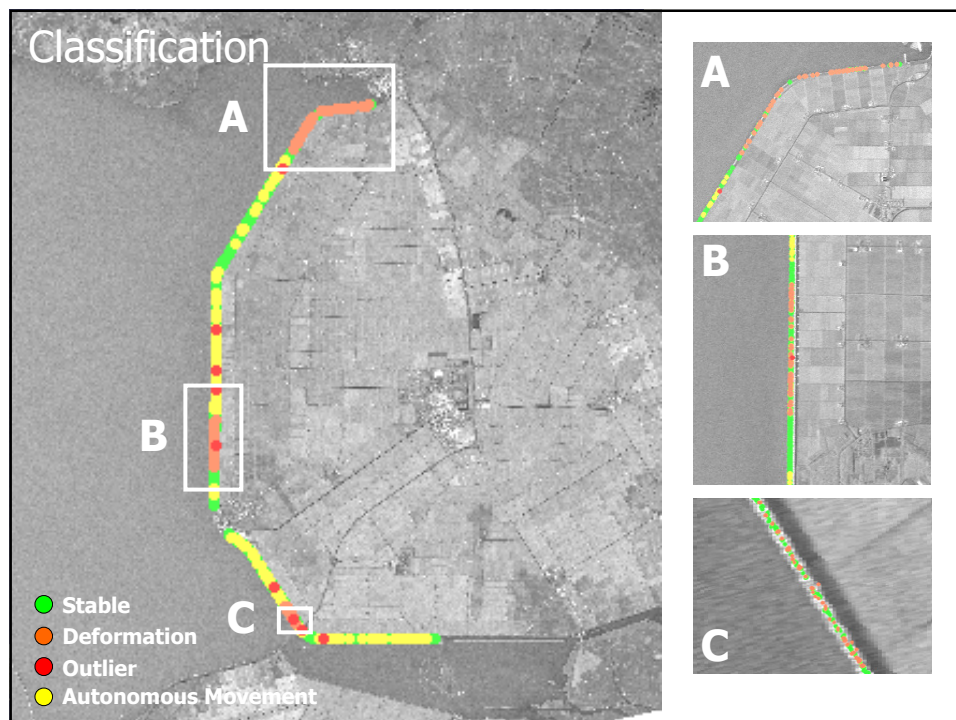 Classification
A
B
C
Stable
Deformation
Outlier
Autonomous Movement
A
B
C